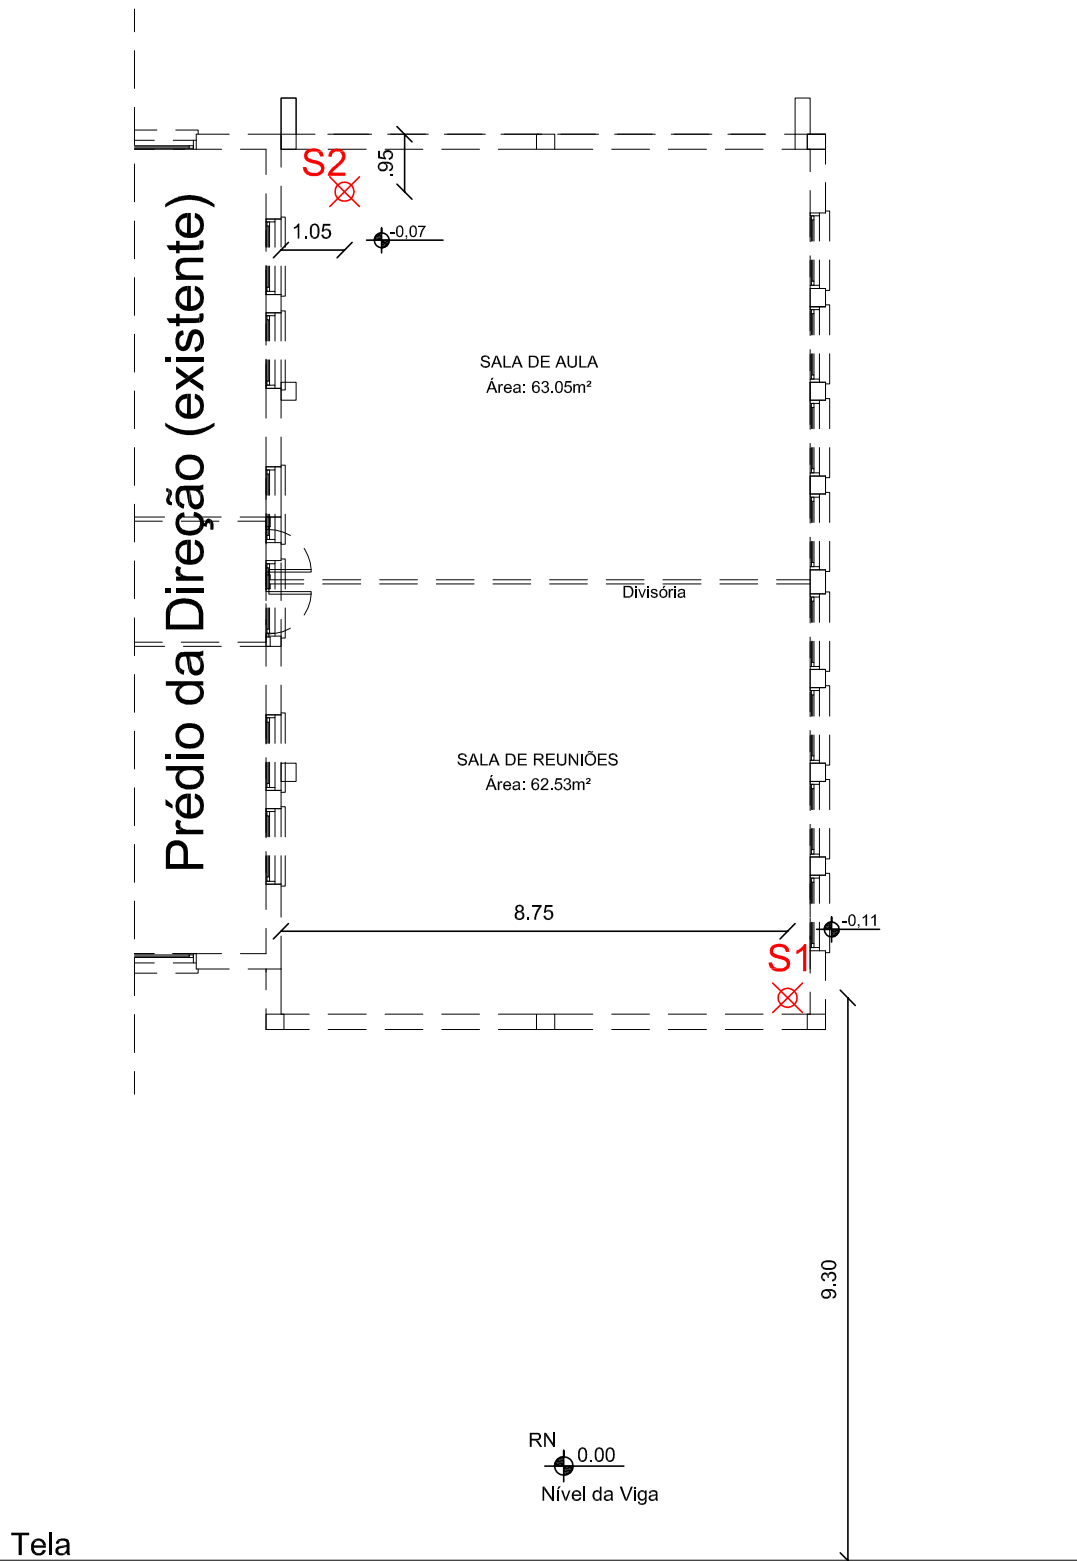 S2
.95
1.05
-0,07
Prédio da Direção (existente)
SALA DE AULA
Área: 63.05m²
Divisória
SALA DE REUNIÕES
Área: 62.53m²
8.75
-0,11
S1
9.30
RN
0.00
Nível da Viga
Tela